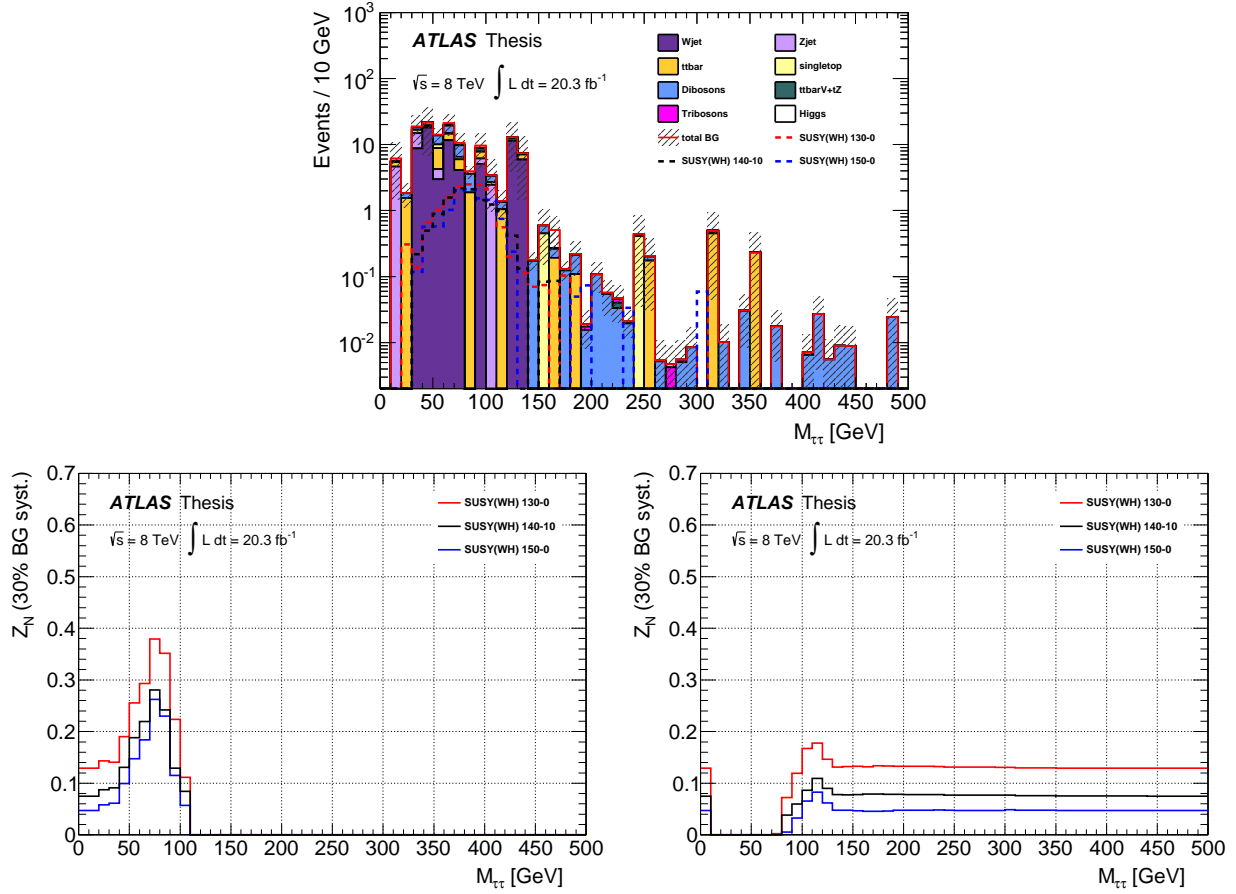 Events / 10 GeV
10³
10²
10
1
10⁻¹
10⁻²
ATLAS Thesis
√s = 8 TeV ∫ L dt = 20.3 fb⁻¹
Wjet
Zjet
ttbar
singletop
Dibosons
ttbarV+tZ
Tribosons
Higgs
total BG
SUSY(WH) 130-0
SUSY(WH) 140-10
SUSY(WH) 150-0
0 50 100 150 200 250 300 350 400 450 500
M_ττ [GeV]
Z_N (30% BG syst.)
0.7
0.6
0.5
0.4
0.3
0.2
0.1
0
ATLAS Thesis
√s = 8 TeV ∫ L dt = 20.3 fb⁻¹
SUSY(WH) 130-0
SUSY(WH) 140-10
SUSY(WH) 150-0
0 50 100 150 200 250 300 350 400 450 500
M_ττ [GeV]
Z_N (30% BG syst.)
0.7
0.6
0.5
0.4
0.3
0.2
0.1
0
ATLAS Thesis
√s = 8 TeV ∫ L dt = 20.3 fb⁻¹
SUSY(WH) 130-0
SUSY(WH) 140-10
SUSY(WH) 150-0
0 50 100 150 200 250 300 350 400 450 500
M_ττ [GeV]